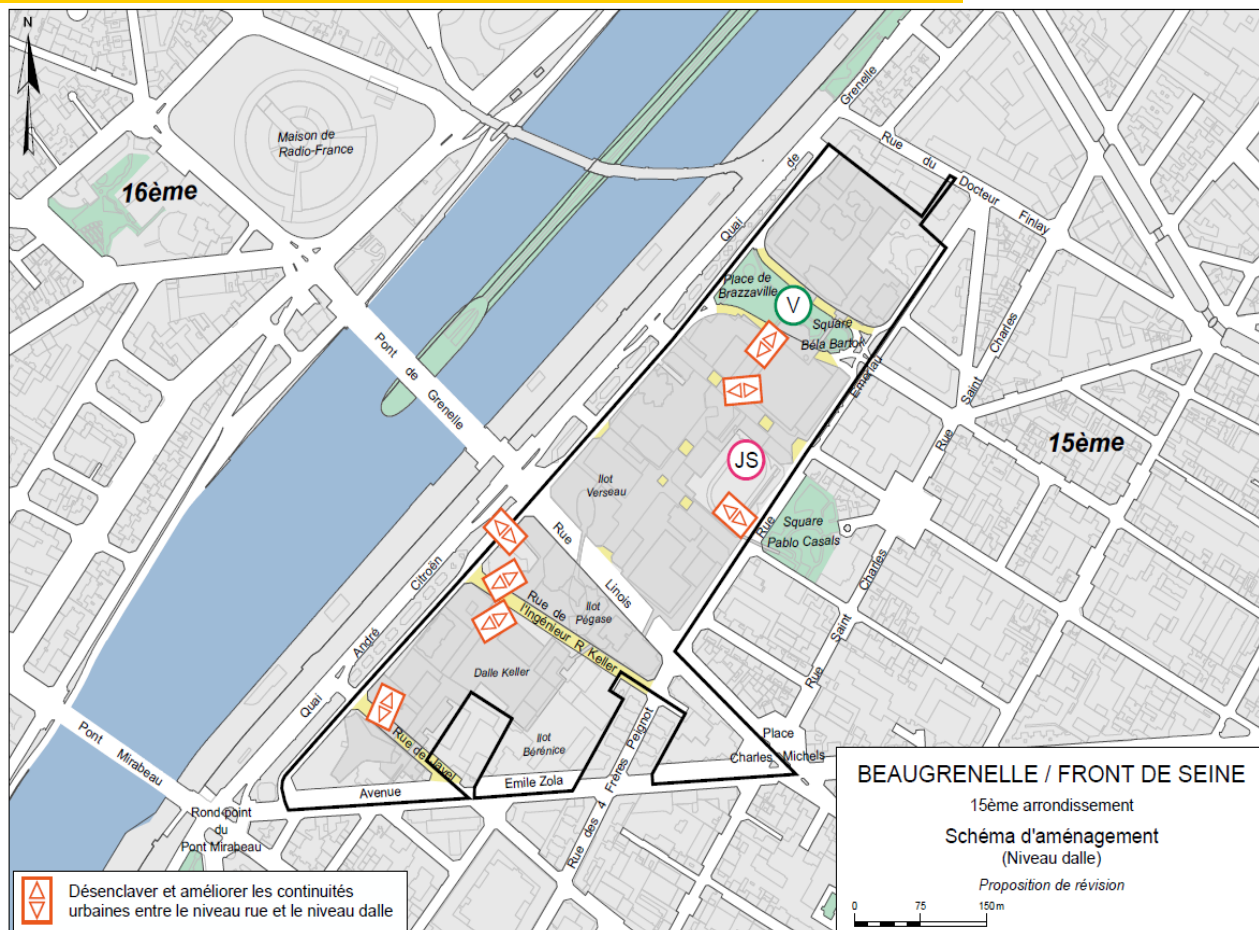 N
Maison de
Radio-France
16ème
Grenelle
de
Quai
Rue du Docteur Finlay
Place de
Brazzaville
V
Square
Béla Bartok
Emeriau
Rue
Rue Saint Charles
15ème
Pont de Grenelle
JS
Ilot
Verseau
Square
Pablo Casals
Rue Linois
Quai André Citroën
Rue de
l'Ingénieur R. Keller
Ilot
Pégase
Rue Saint Charles
Dalle Keller
Ilot
Bérénice
Rue de Javel
Rue des 4 Frères Peignot
Place
Charles Michels
Avenue Emile Zola
Pont Mirabeau
Rond point
du
Pont Mirabeau
BEAUGRENELLE / FRONT DE SEINE
15ème arrondissement
Schéma d'aménagement
(Niveau dalle)
Proposition de révision
0 75 150 m
Désenclaver et améliorer les continuités
urbaines entre le niveau rue et le niveau dalle